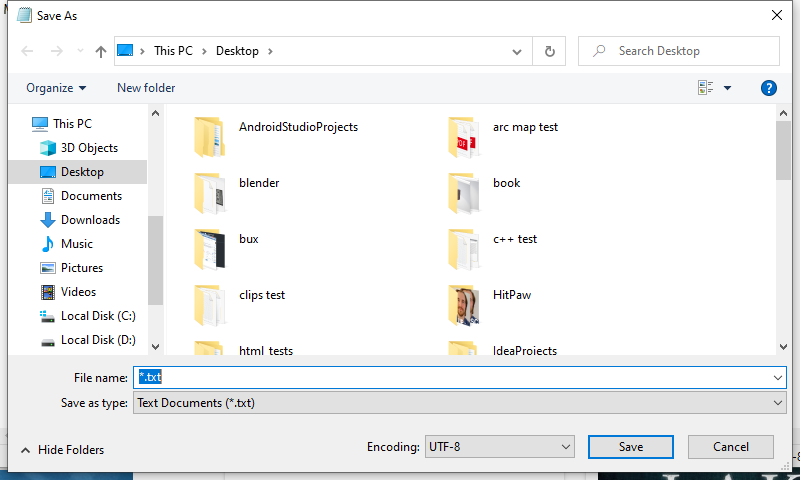 Save As
This PC
Desktop
Search Desktop
Organize
New folder
?
This PC
3D Objects
Desktop
Documents
Downloads
Music
Pictures
Videos
Local Disk (C:)
Local Disk (D:)
AndroidStudioProjects
arc map test
blender
book
bux
c++ test
clips test
HitPaw
html tests
IdeaProjects
File name: *.txt
Save as type: Text Documents (*.txt)
Hide Folders
Encoding: UTF-8
Save
Cancel